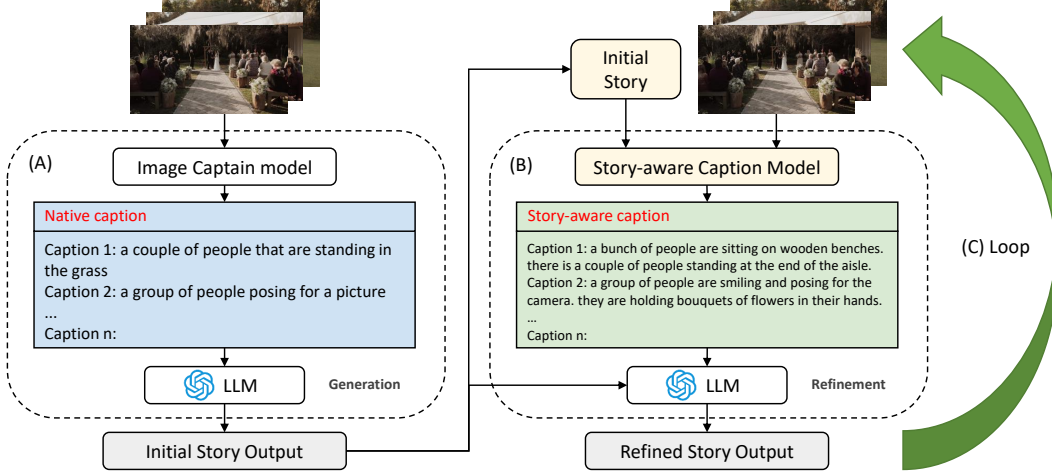 (A)
Image Captain model
Native caption
Caption 1: a couple of people that are standing in
the grass
Caption 2: a group of people posing for a picture
...
Caption n:
LLM
Generation
Initial Story Output
Initial
Story
(B)
Story-aware Caption Model
Story-aware caption
Caption 1: a bunch of people are sitting on wooden benches.
there is a couple of people standing at the end of the aisle.
Caption 2: a group of people are smiling and posing for the
camera. they are holding bouquets of flowers in their hands.
...
Caption n:
LLM
Refinement
Refined Story Output
(C) Loop